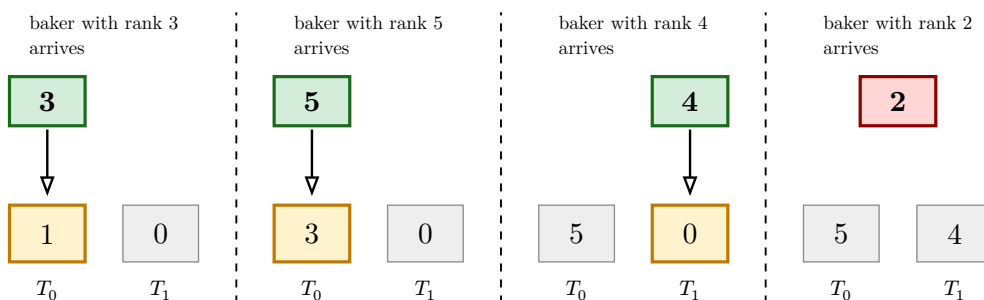 baker with rank 3
arrives
3
1 0
T₀ T₁
baker with rank 5
arrives
5
3 0
T₀ T₁
baker with rank 4
arrives
4
5 0
T₀ T₁
baker with rank 2
arrives
2
5 4
T₀ T₁